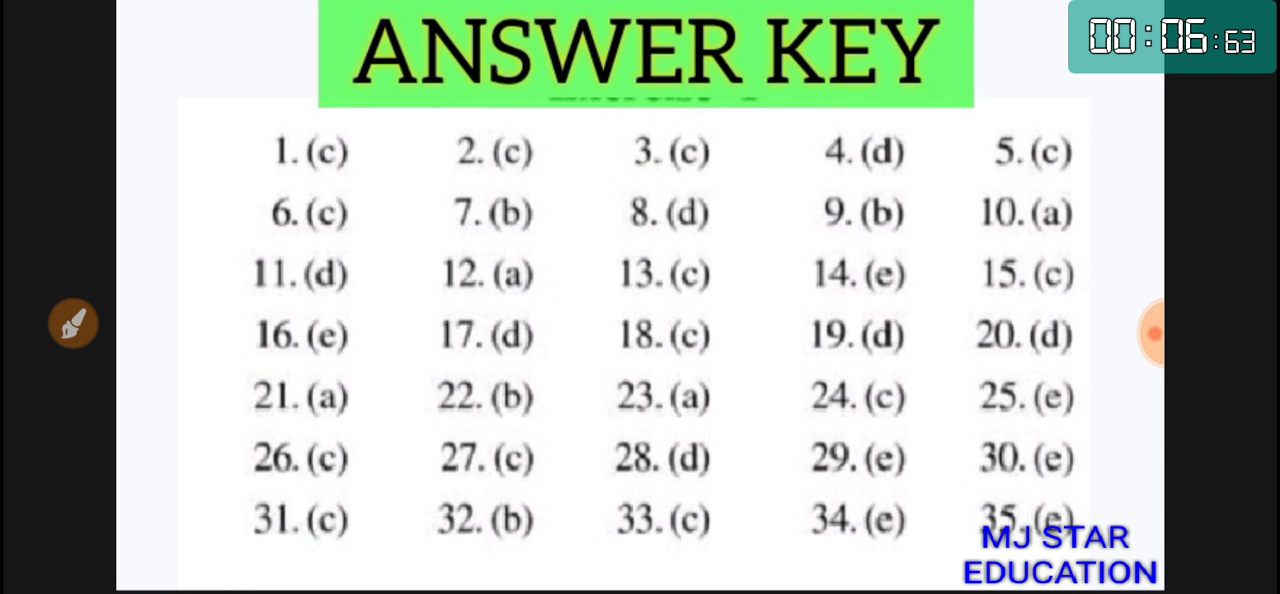 ANSWER KEY
00:06:63
1. (c) 2. (c) 3. (c) 4. (d) 5. (c)
6. (c) 7. (b) 8. (d) 9. (b) 10. (a)
11. (d) 12. (a) 13. (c) 14. (e) 15. (c)
16. (e) 17. (d) 18. (c) 19. (d) 20. (d)
21. (a) 22. (b) 23. (a) 24. (c) 25. (e)
26. (c) 27. (c) 28. (d) 29. (e) 30. (e)
31. (c) 32. (b) 33. (c) 34. (e) 35. (e)
MJ STAR
EDUCATION